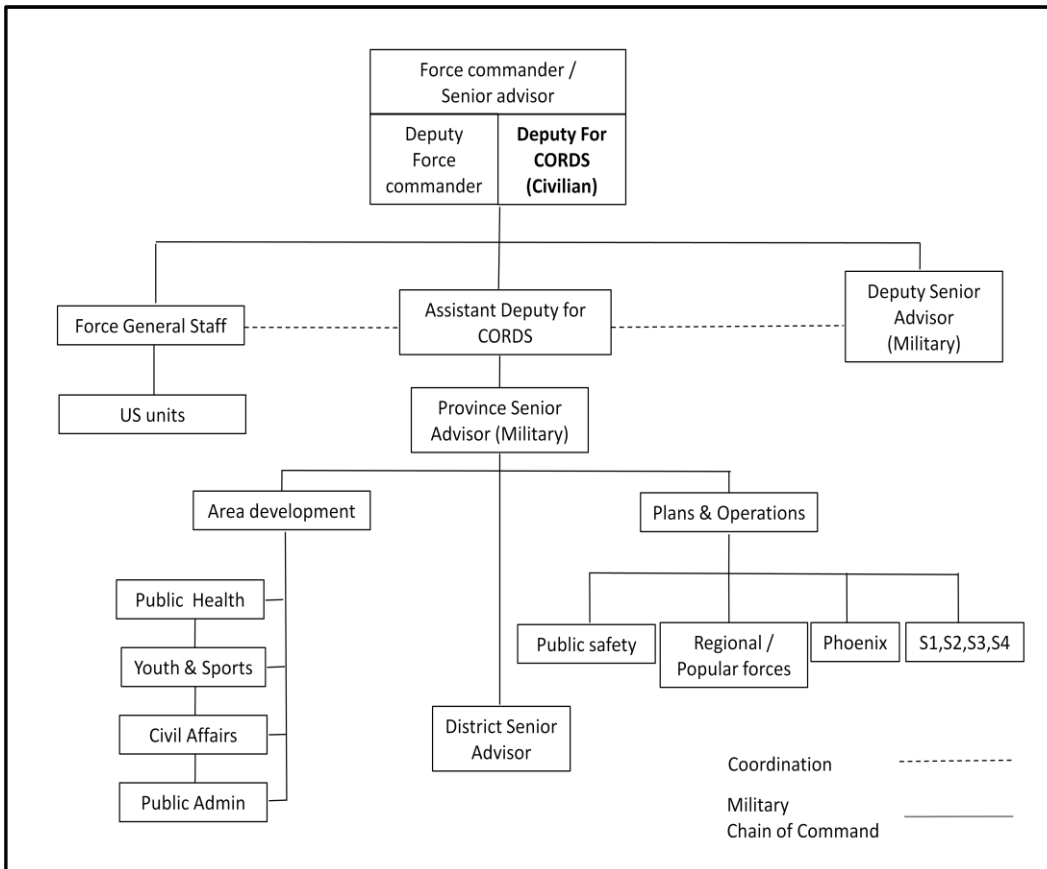 Force commander /
Senior advisor
Deputy
Force
commander
Deputy For
CORDS
(Civilian)
Force General Staff
Assistant Deputy for
CORDS
Deputy Senior
Advisor
(Military)
US units
Province Senior
Advisor (Military)
Area development
Plans & Operations
Public Health
Youth & Sports
Civil Affairs
Public Admin
Public safety
Regional /
Popular forces
Phoenix
S1,S2,S3,S4
District Senior
Advisor
Coordination
Military
Chain of Command